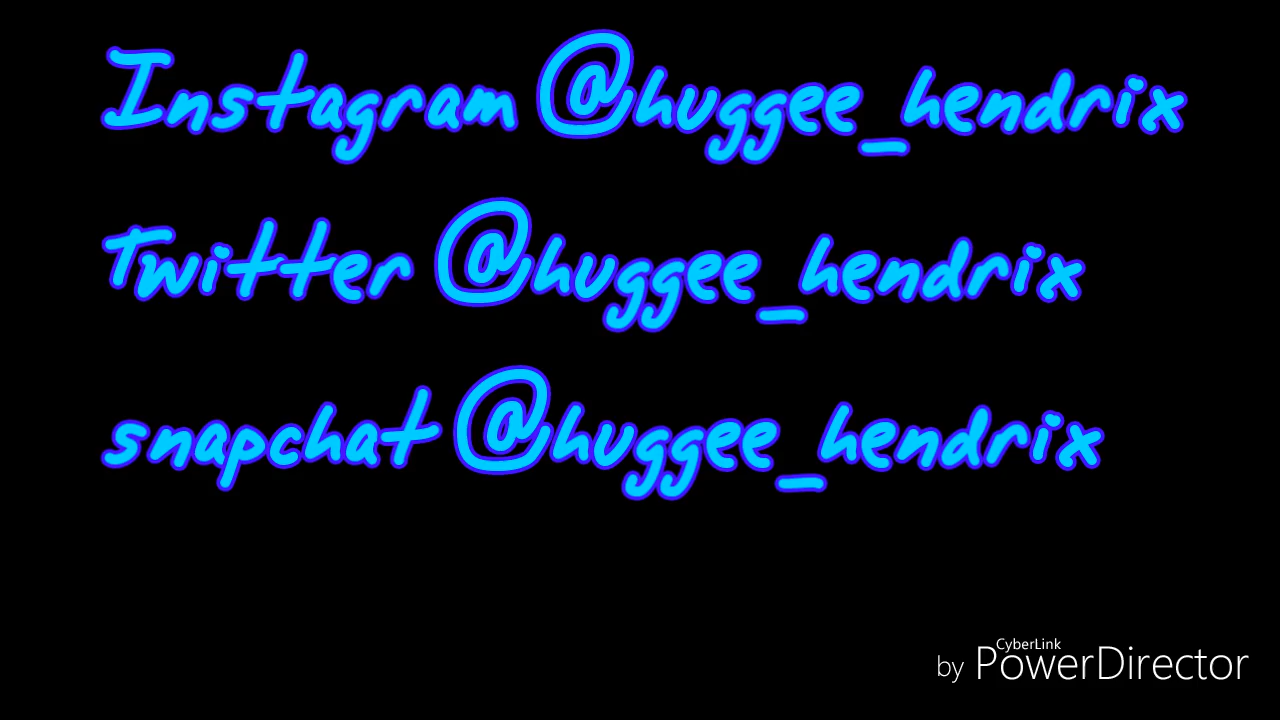 Instagram @huggee_hendrix
Twitter @huggee_hendrix
snapchat @huggee_hendrix
by CyberLink PowerDirector